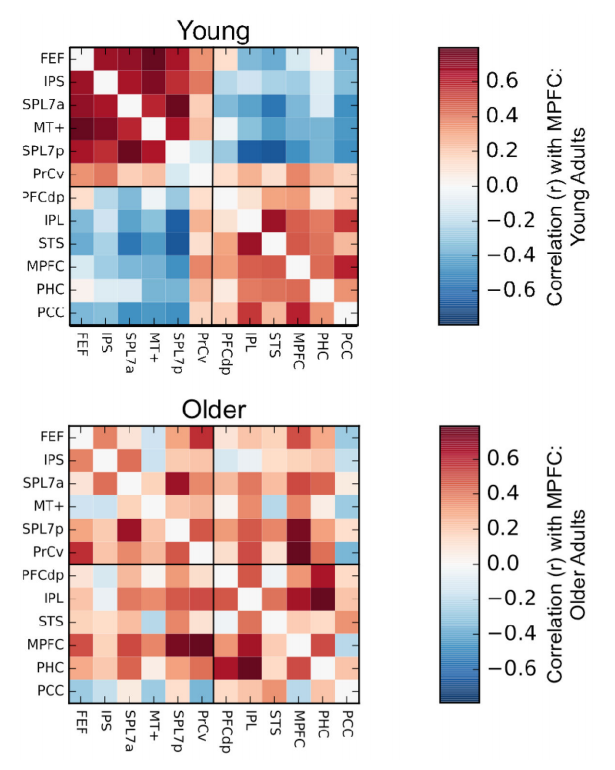 Young
FEF
IPS
SPL7a
MT+
SPL7p
PrCv
PFCdp
IPL
STS
MPFC
PHC
PCC
FEF IPS SPL7a MT+ SPL7p PrCv PFCdp IPL STS MPFC PHC PCC
0.6
0.4
0.2
0.0
−0.2
−0.4
−0.6
Correlation (r) with MPFC:
Young Adults
Older
FEF
IPS
SPL7a
MT+
SPL7p
PrCv
PFCdp
IPL
STS
MPFC
PHC
PCC
FEF IPS SPL7a MT+ SPL7p PrCv PFCdp IPL STS MPFC PHC PCC
0.6
0.4
0.2
0.0
−0.2
−0.4
−0.6
Correlation (r) with MPFC:
Older Adults